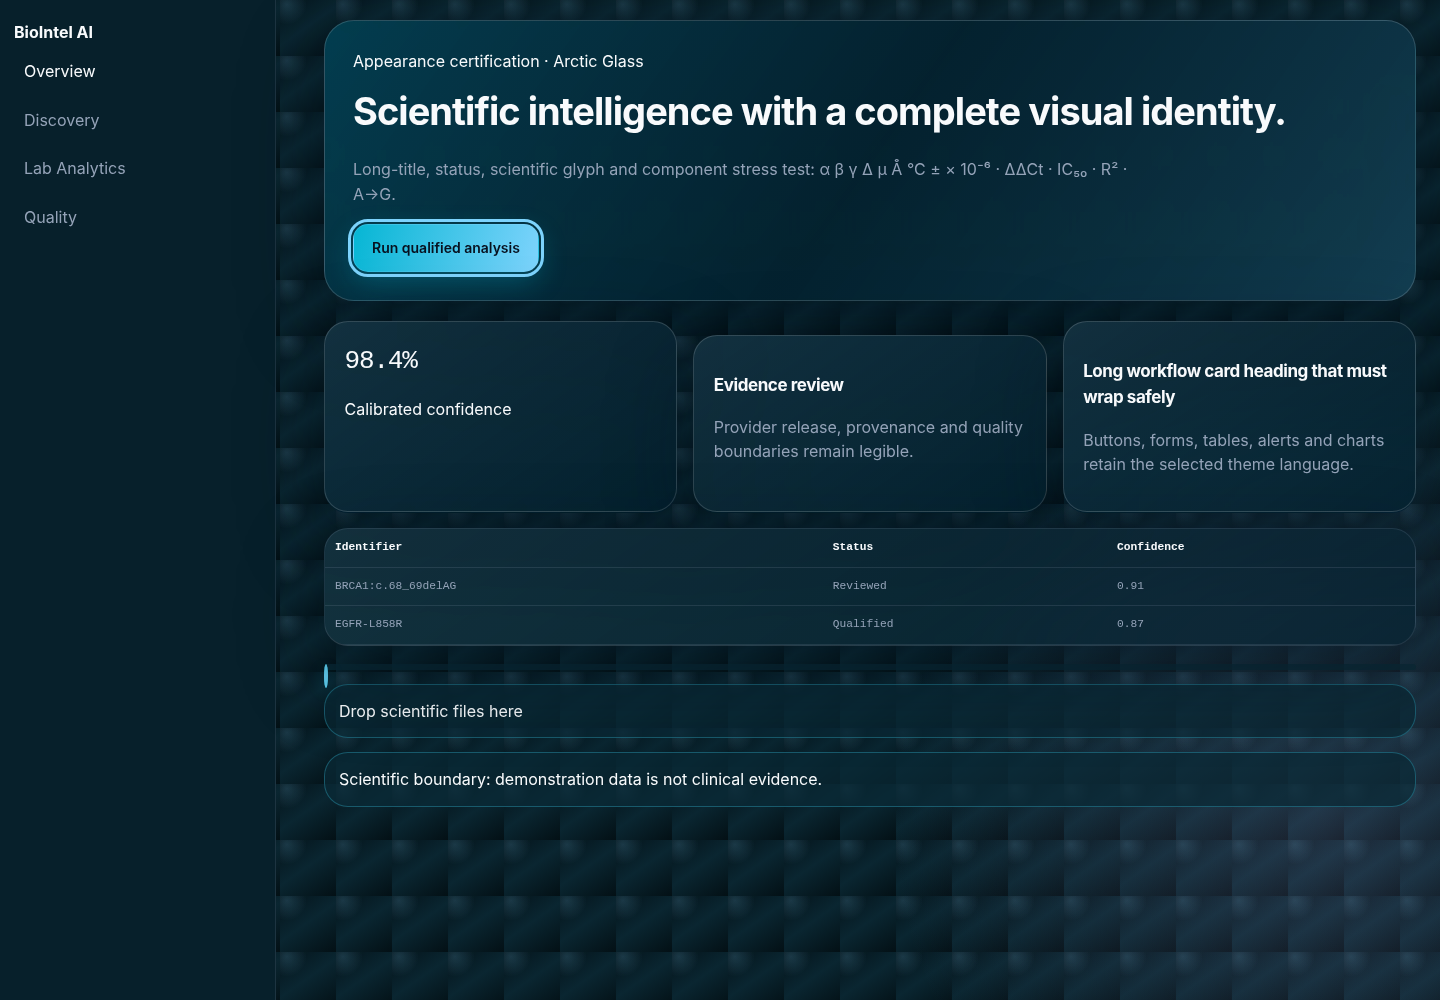 BioIntel AI
Overview
Discovery
Lab Analytics
Quality
Appearance certification · Arctic Glass
Scientific intelligence with a complete visual identity.
Long-title, status, scientific glyph and component stress test: α β γ Δ μ Å °C ± × 10⁻⁶ · ΔΔCt · IC₅₀ · R² ·
A→G.
Run qualified analysis
98.4%
Calibrated confidence
Evidence review
Provider release, provenance and quality
boundaries remain legible.
Long workflow card heading that must
wrap safely
Buttons, forms, tables, alerts and charts
retain the selected theme language.
Identifier Status Confidence
BRCA1:c.68_69delAG Reviewed 0.91
EGFR-L858R Qualified 0.87
Drop scientific files here
Scientific boundary: demonstration data is not clinical evidence.